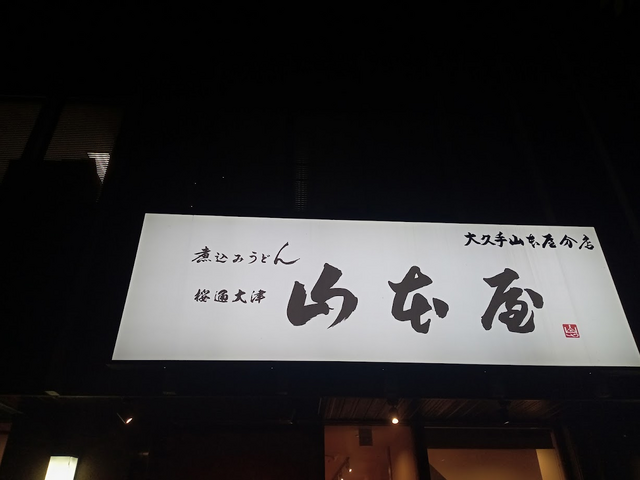 大久手山本屋分店
煮込みうどん
桜通大津
山本屋